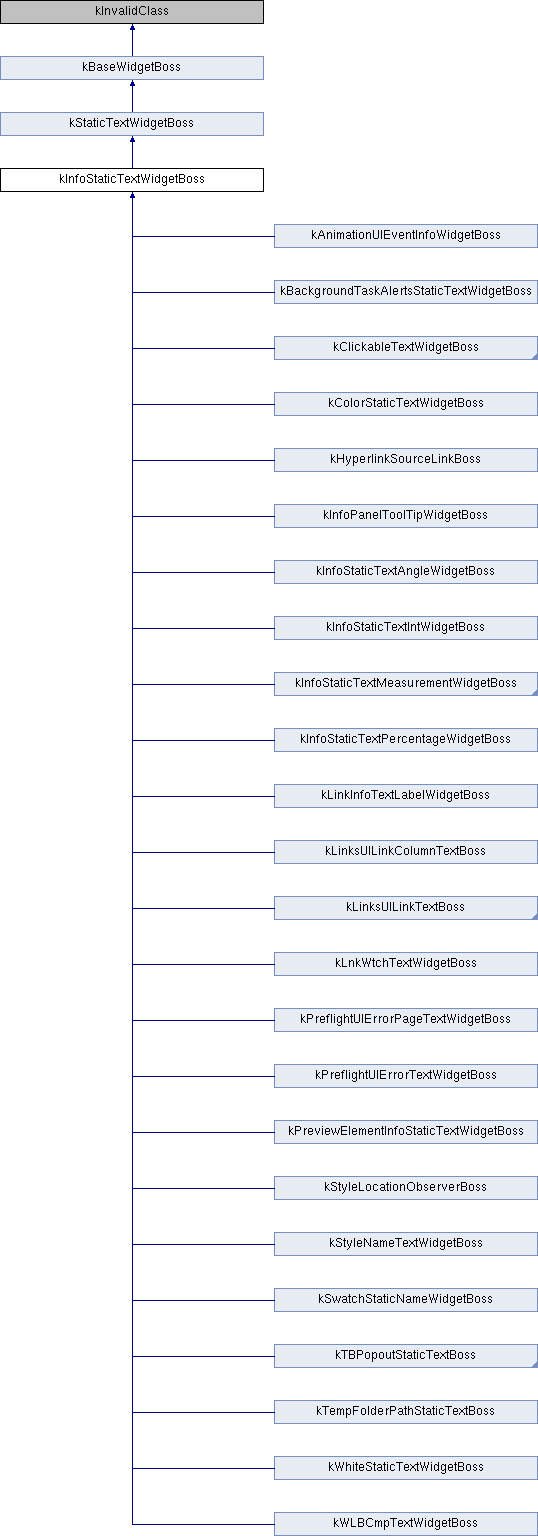 kInvalidClass
kBaseWidgetBoss
kStaticTextWidgetBoss
kInfoStaticTextWidgetBoss
kAnimationUIEventInfoWidgetBoss
kBackgroundTaskAlertsStaticTextWidgetBoss
kClickableTextWidgetBoss
kColorStaticTextWidgetBoss
kHyperlinkSourceLinkBoss
kInfoPanelToolTipWidgetBoss
kInfoStaticTextAngleWidgetBoss
kInfoStaticTextIntWidgetBoss
kInfoStaticTextMeasurementWidgetBoss
kInfoStaticTextPercentageWidgetBoss
kLinkInfoTextLabelWidgetBoss
kLinksUILinkColumnTextBoss
kLinksUILinkTextBoss
kLnkWtchTextWidgetBoss
kPreflightUIErrorPageTextWidgetBoss
kPreflightUIErrorTextWidgetBoss
kPreviewElementInfoStaticTextWidgetBoss
kStyleLocationObserverBoss
kStyleNameTextWidgetBoss
kSwatchStaticNameWidgetBoss
kTBPopoutStaticTextBoss
kTempFolderPathStaticTextBoss
kWhiteStaticTextWidgetBoss
kWLBCmpTextWidgetBoss